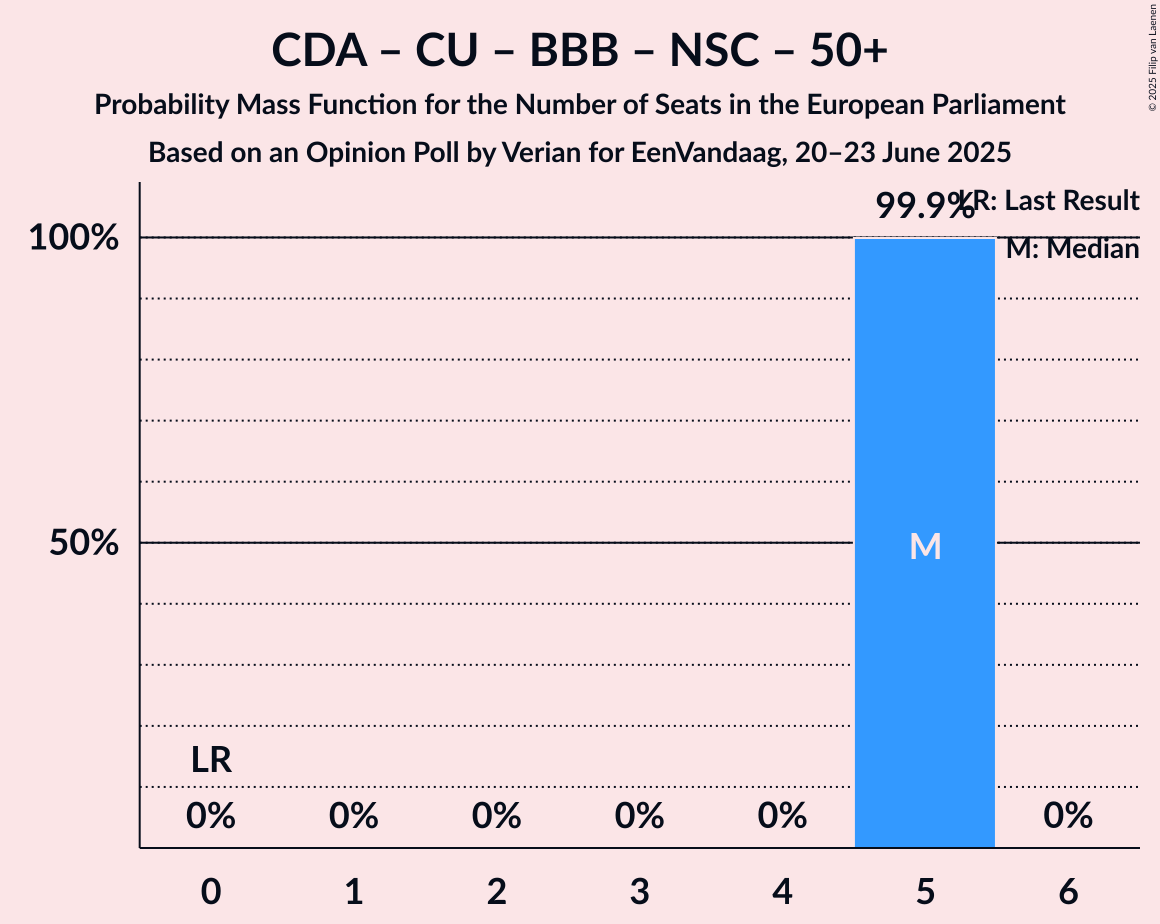 CDA – CU – BBB – NSC – 50+
Probability Mass Function for the Number of Seats in the European Parliament
Based on an Opinion Poll by Verian for EenVandaag, 20–23 June 2025
© 2025 Filip van Laenen
99.9%
LR: Last Result
100%
M: Median
50%
M
LR
0% 0% 0% 0% 0% 0%
0 1 2 3 4 5 6